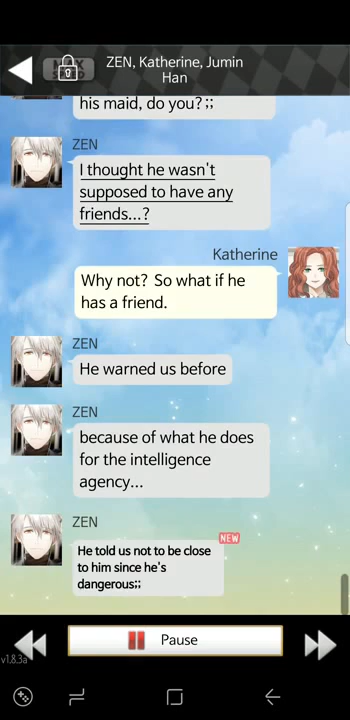 ZEN, Katherine, Jumin
Han
his maid, do you?;;
ZEN
I thought he wasn't
supposed to have any
friends...?
Katherine
Why not? So what if he
has a friend.
ZEN
He warned us before
ZEN
because of what he does
for the intelligence
agency...
ZEN
NEW
He told us not to be close
to him since he's
dangerous;;
Pause
v1.8.3a